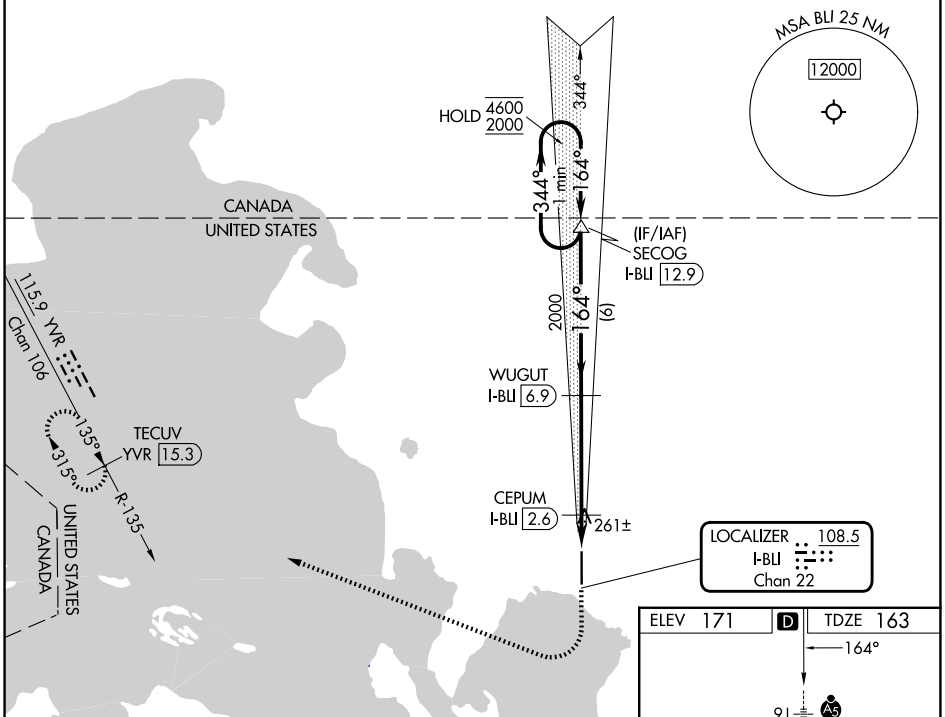 MSA BLI 25 NM
12000
HOLD 4600
2000
344°
344°
1 min
164°
CANADA
UNITED STATES
(IF/IAF)
SECOG
I-BLI 12.9
2000
164°
(6)
115.9 YVR
Chan 106
WUGUT
I-BLI 6.9
135°
TECUV
YVR 15.3
315°
R-135
UNITED STATES
CANADA
CEPUM
I-BLI 2.6
261±
LOCALIZER 108.5
I-BLI
Chan 22
ELEV 171
D
TDZE 163
164°
91
A5